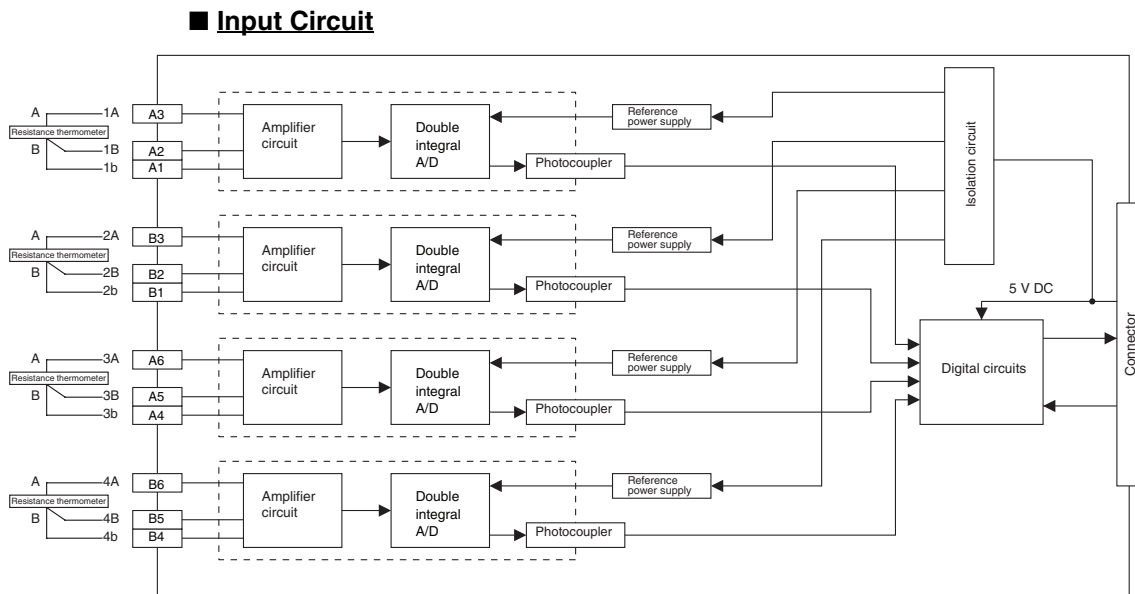 ■ Input Circuit
A 1A A3
Resistance thermometer
B 1B A2
1b A1
Amplifier
circuit
Double
integral
A/D
Reference
power supply
Photocoupler
Isolation circuit
A 2A B3
Resistance thermometer
B 2B B2
2b B1
Amplifier
circuit
Double
integral
A/D
Reference
power supply
Photocoupler
5 V DC
A 3A A6
Resistance thermometer
B 3B A5
3b A4
Amplifier
circuit
Double
integral
A/D
Reference
power supply
Photocoupler
Digital circuits
Connector
A 4A B6
Resistance thermometer
B 4B B5
4b B4
Amplifier
circuit
Double
integral
A/D
Reference
power supply
Photocoupler